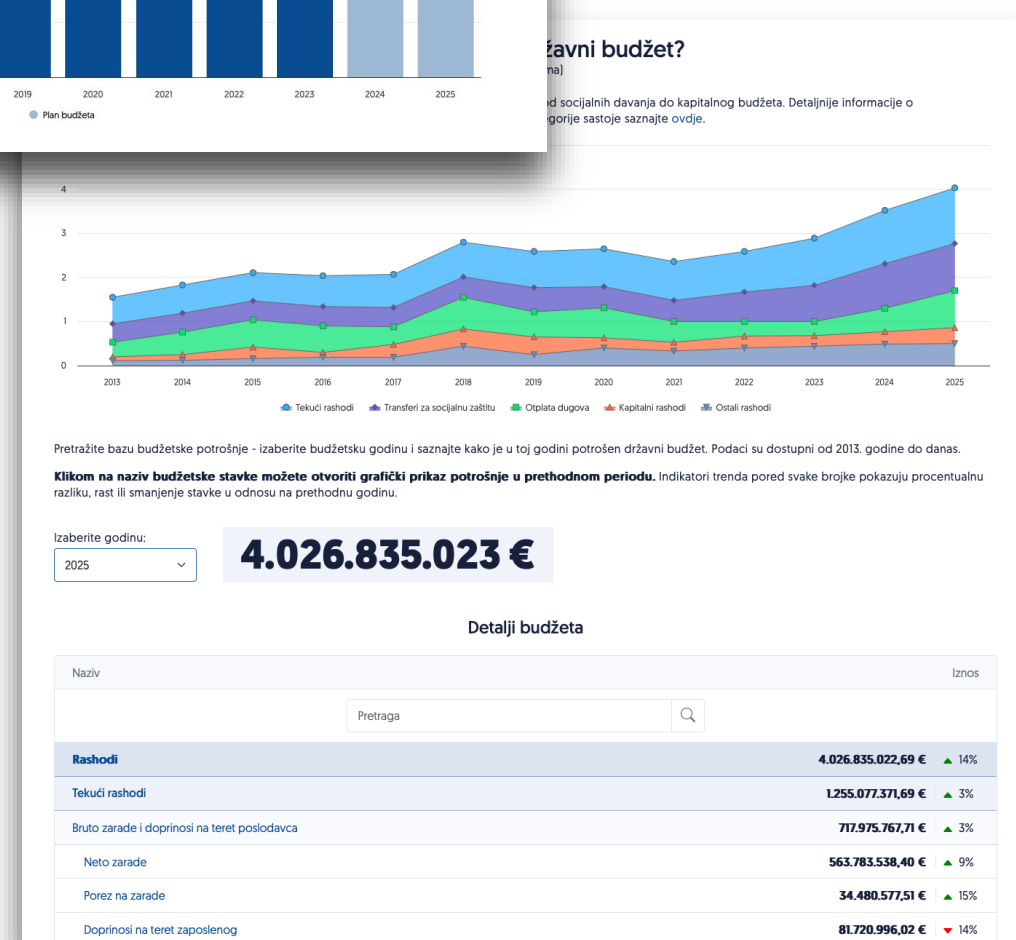 2019 2020 2021 2022 2023 2024 2025
Plan budžeta
budžet?
socijalnih davanja do kapitalnog budžeta. Detaljnije informacije o
sastoje saznajte ovdje.
4
3
2
1
0
2013 2014 2015 2016 2017 2018 2019 2020 2021 2022 2023 2024 2025
Tekući rashodi Transferi za socijalnu zaštitu Otplata dugova Kapitalni rashodi Ostali rashodi
Pretražite bazu budžetske potrošnje - izaberite budžetsku godinu i saznajte kako je u toj godini potrošen državni budžet. Podaci su dostupni od 2013. godine do danas.
Klikom na naziv budžetske stavke možete otvoriti grafički prikaz potrošnje u prethodnom periodu. Indikatori trenda pored svake brojke pokazuju procentualnu
razliku, rast ili smanjenje stavke u odnosu na prethodnu godinu.
Izaberite godinu:
2025
4.026.835.023 €
Detalji budžeta
Naziv Iznos
Pretraga
Rashodi 4.026.835.022,69 € 14%
Tekući rashodi 1.255.077.371,69 € 3%
Bruto zarade i doprinosi na teret poslodavca 717.975.767,71 € 3%
Neto zarade 563.783.538,40 € 9%
Porez na zarade 34.480.577,51 € 15%
Doprinosi na teret zaposlenog 81.720.996,02 € 14%